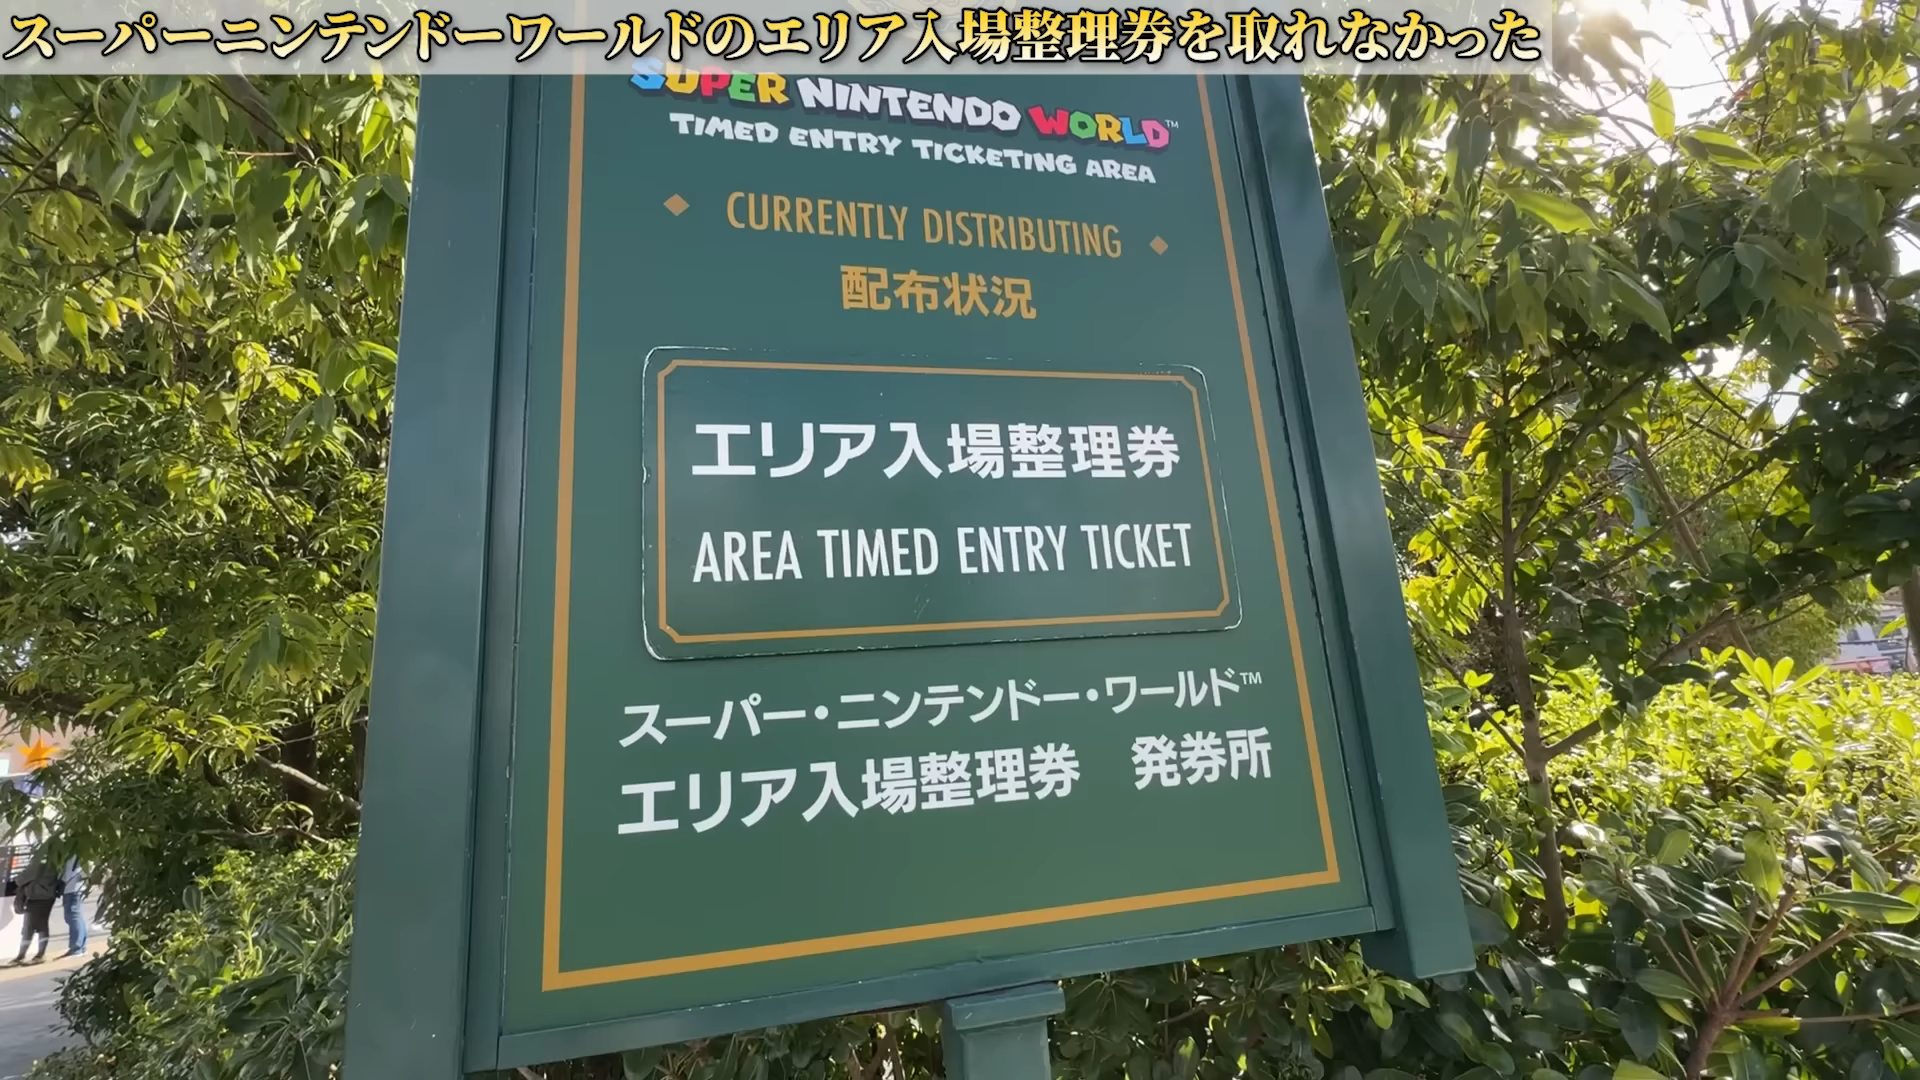 スーパーニンテンドーワールドのエリア入場整理券を取れなかった
SUPER NINTENDO WORLD™
TIMED ENTRY TICKETING AREA
CURRENTLY DISTRIBUTING
配布状況
エリア入場整理券
AREA TIMED ENTRY TICKET
スーパー・ニンテンドー・ワールド™
エリア入場整理券 発券所